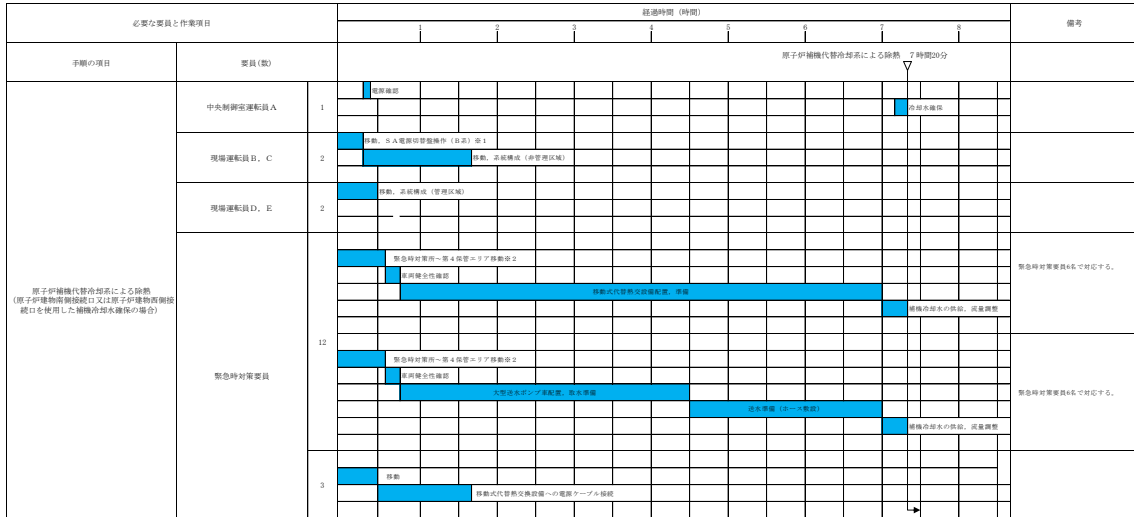 必要な要員と作業項目
経過時間（時間）
備考
1 2 3 4 5 6 7 8
手順の項目
要員(数)
原子炉補機代替冷却系による除熱 7時間20分
原子炉補機代替冷却系による除熱
(原子炉建物南側接続口又は原子炉建物西側接
続口を使用した補機冷却水確保の場合)
中央制御室運転員A
1
電源確認
冷却水確保
現場運転員B，C
2
移動，SA電源切替盤操作（B系）※1
移動，系統構成（非管理区域）
現場運転員D，E
2
移動，系統構成（管理区域）
緊急時対策要員
12
緊急時対策所～第4保管エリア移動※2
車両健全性確認
移動式代替熱交設備配置，準備
補機冷却水の供給，流量調整
緊急時対策要員6名で対応する。
緊急時対策所～第4保管エリア移動※2
車両健全性確認
大型送水ポンプ車配置，取水準備
送水準備（ホース敷設）
補機冷却水の供給，流量調整
緊急時対策要員6名で対応する。
3
移動
移動式代替熱交換設備への電源ケーブル接続